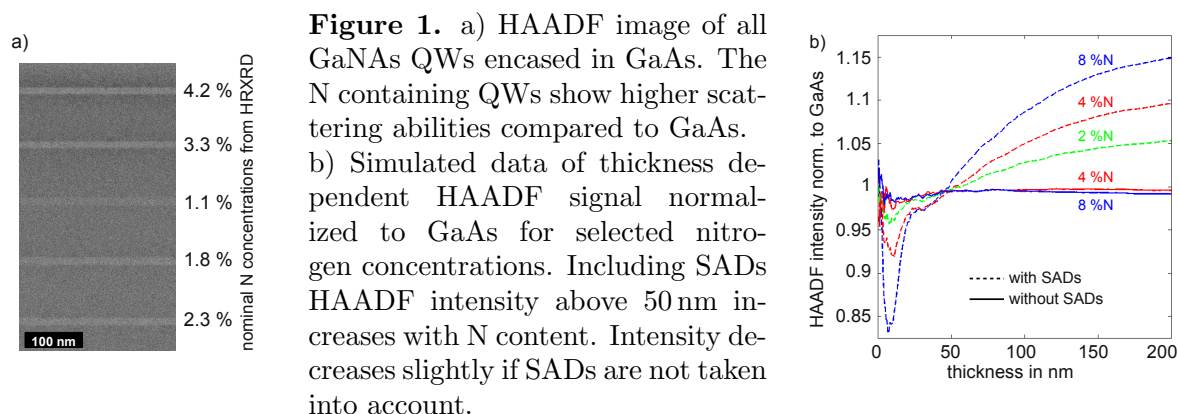 a)
4.2 %
3.3 %
1.1 %
1.8 %
2.3 %
100 nm
nominal N concentrations from HRXRD
Figure 1. a) HAADF image of all
GaNAs QWs encased in GaAs. The
N containing QWs show higher scat-
tering abilities compared to GaAs.
b) Simulated data of thickness de-
pendent HAADF signal normal-
ized to GaAs for selected nitro-
gen concentrations. Including SADs
HAADF intensity above 50 nm in-
creases with N content. Intensity de-
creases slightly if SADs are not taken
into account.
b)
HAADF intensity norm. to GaAs
1.15
1.1
1.05
1
0.95
0.9
0.85
8 %N
4 %N
2 %N
4 %N
8 %N
with SADs
without SADs
0
50
100
150
200
thickness in nm